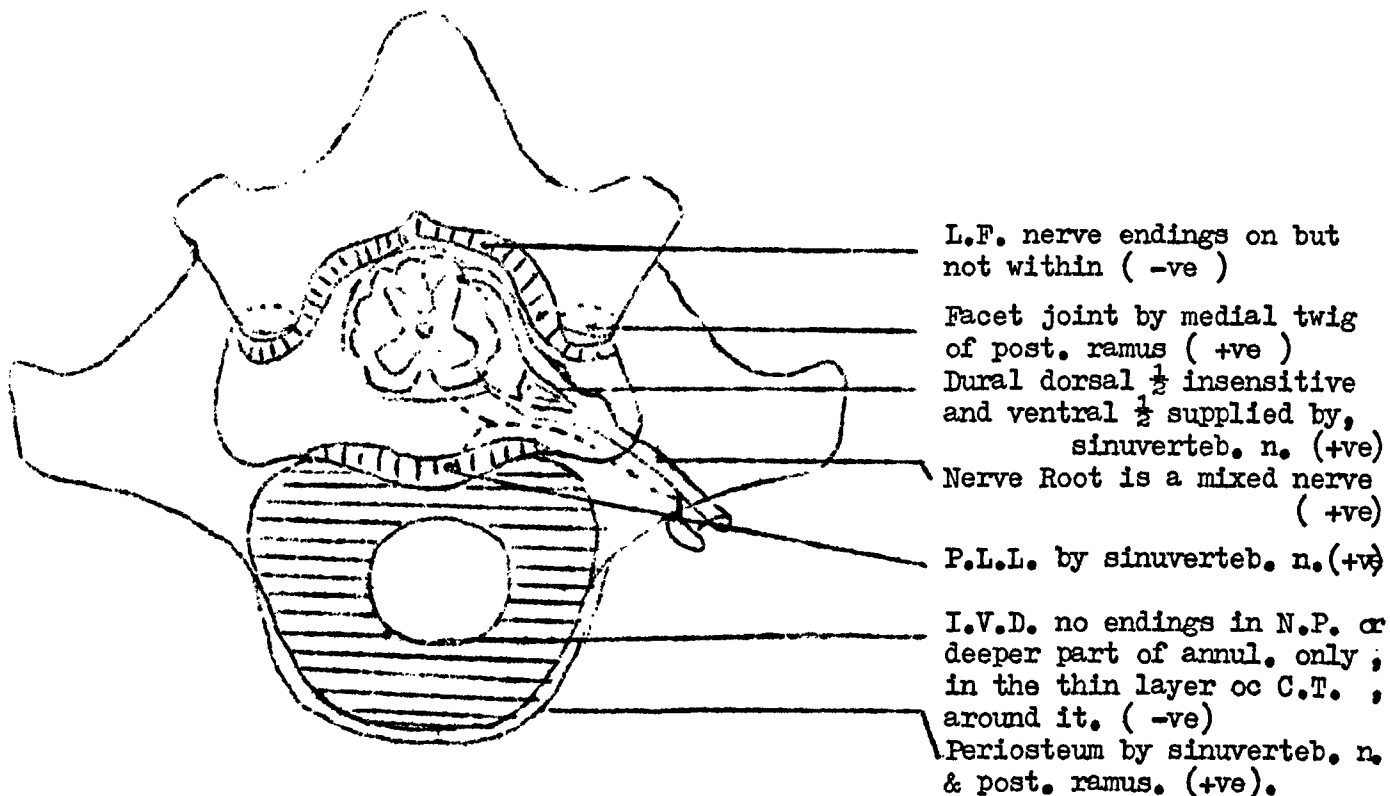 L.F. nerve endings on but
not within ( -ve )
Facet joint by medial twig
of post. ramus ( +ve )
Dural dorsal ½ insensitive
and ventral ½ supplied by,
sinuverteb. n. (+ve)
Nerve Root is a mixed nerve
( +ve)
P.L.L. by sinuverteb. n.(+ve)
I.V.D. no endings in N.P. or
deeper part of annul. only ,
in the thin layer oc C.T. ,
around it. ( -ve)
Periosteum by sinuverteb. n.
& post. ramus. (+ve).